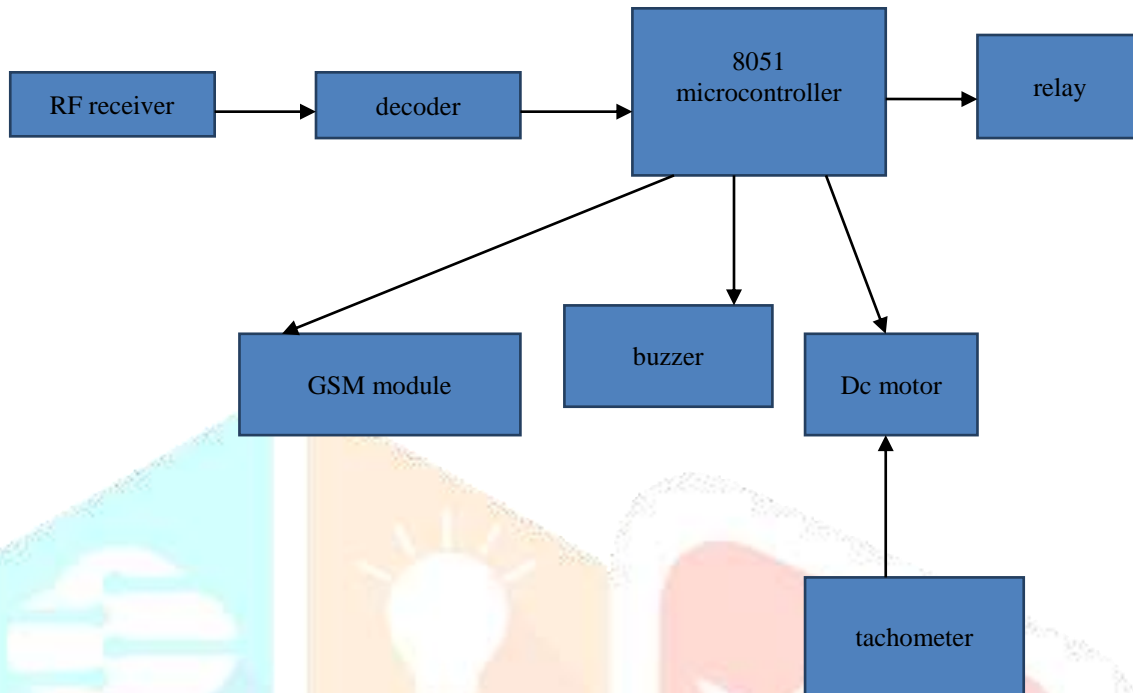 RF receiver
decoder
8051
microcontroller
relay
GSM module
buzzer
Dc motor
tachometer